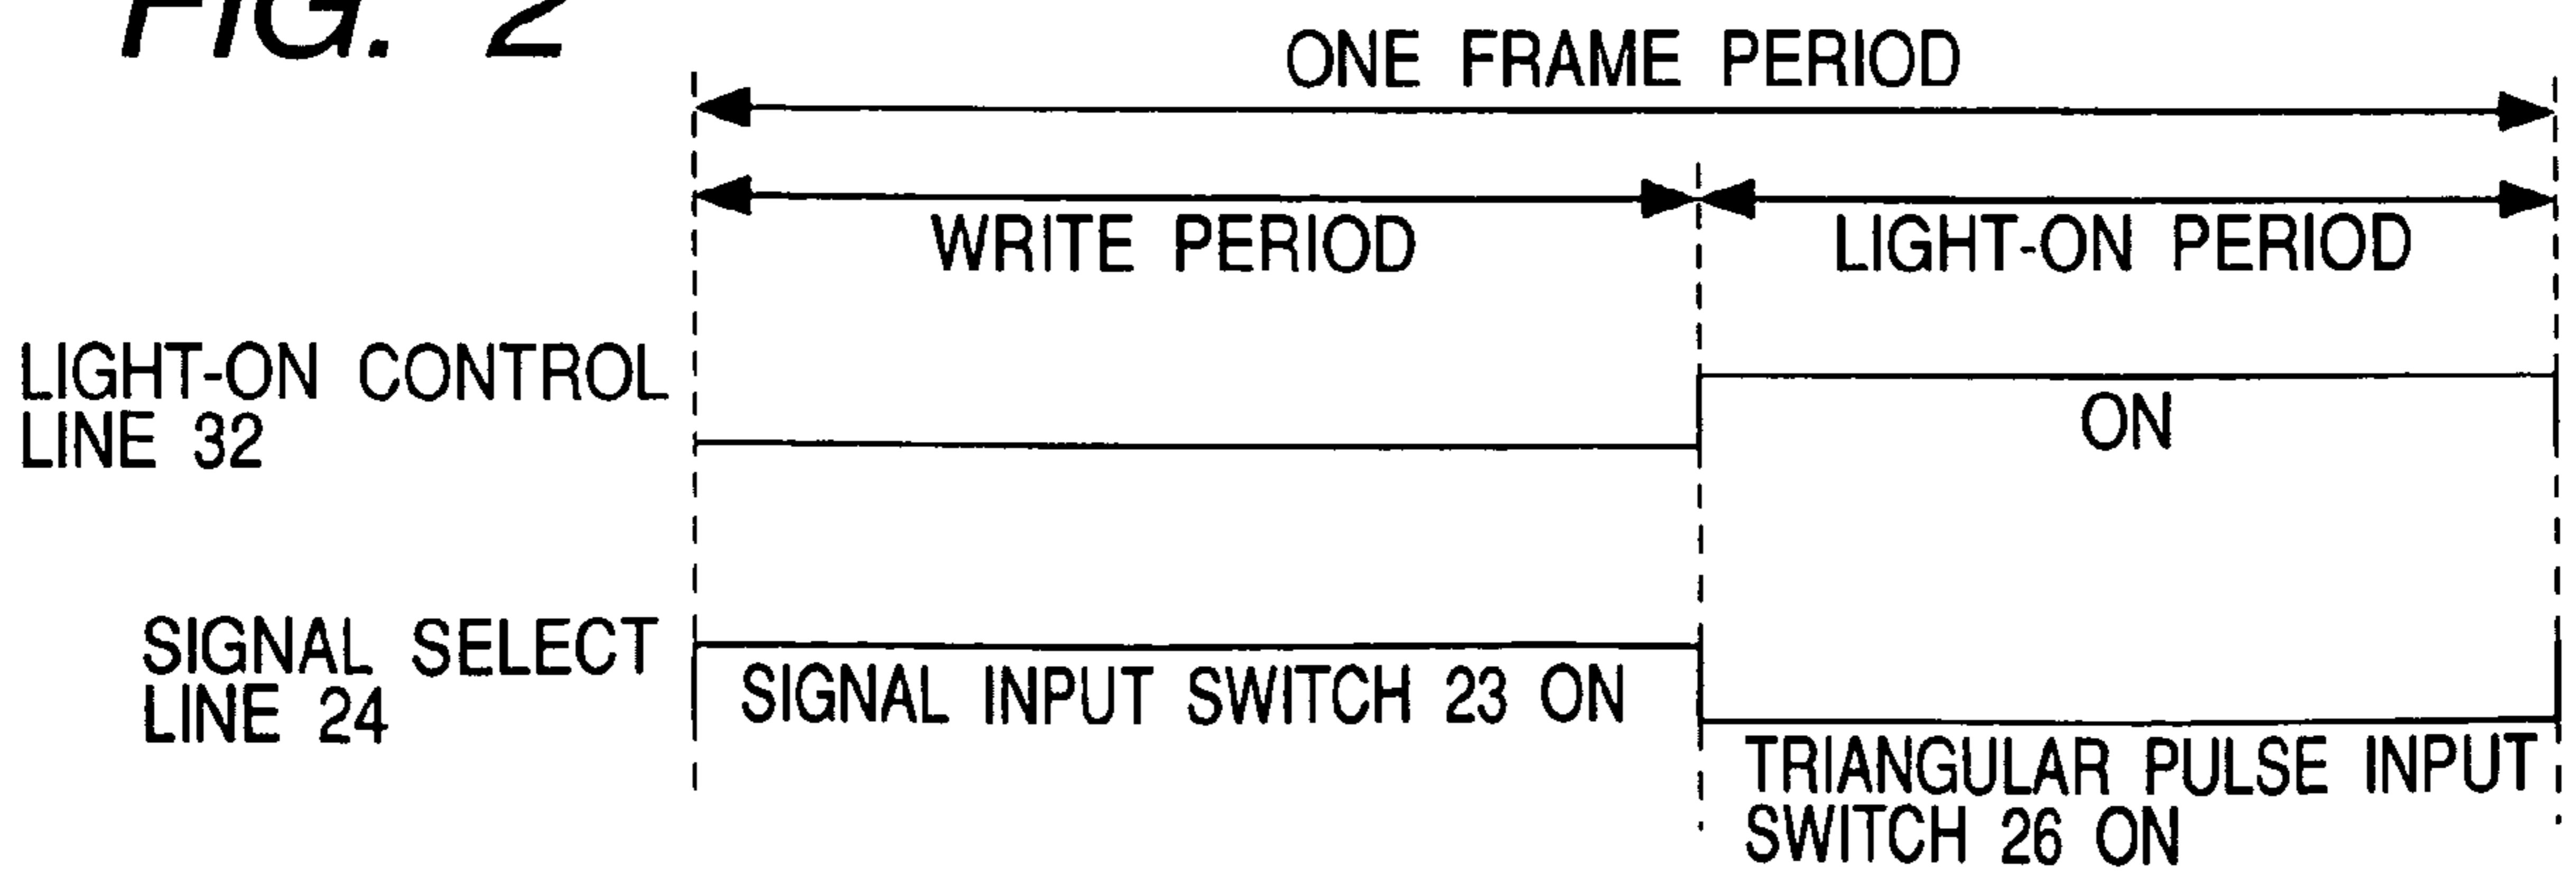 FIG. 2
ONE FRAME PERIOD
WRITE PERIOD
LIGHT-ON PERIOD
LIGHT-ON CONTROL
LINE 32
ON
SIGNAL SELECT
LINE 24
SIGNAL INPUT SWITCH 23 ON
TRIANGULAR PULSE INPUT
SWITCH 26 ON